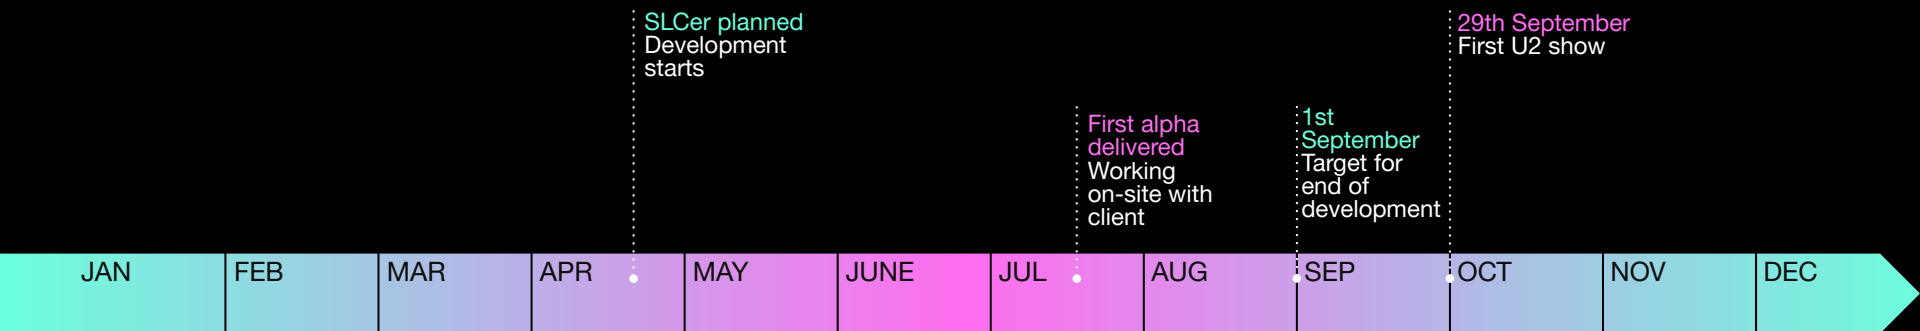 SLCer planned
Development
starts
First alpha
delivered
Working
on-site with
client
1st
September
Target for
end of
development
29th September
First U2 show
JAN
FEB
MAR
APR
MAY
JUNE
JUL
AUG
SEP
OCT
NOV
DEC